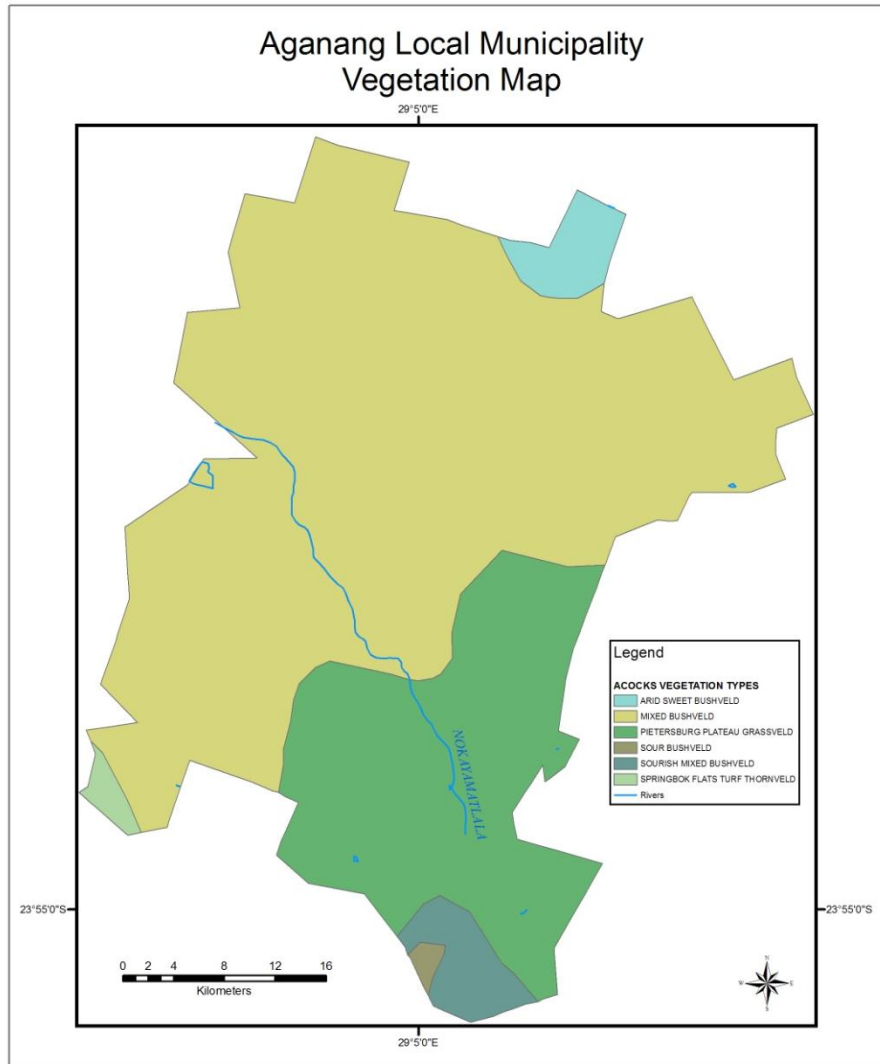 Aganang Local Municipality
Vegetation Map
29°5'0"E
NOKAYAMATLALA
Legend
ACOCKS VEGETATION TYPES
ARID SWEET BUSHVELD
MIXED BUSHVELD
PIETERSBURG PLATEAU GRASSVELD
SOUR BUSHVELD
SOURISH MIXED BUSHVELD
SPRINGBOK FLATS TURF THORNVELD
Rivers
23°55'0"S
23°55'0"S
0 2 4 8 12 16
Kilometers
N
W
E
S
29°5'0"E